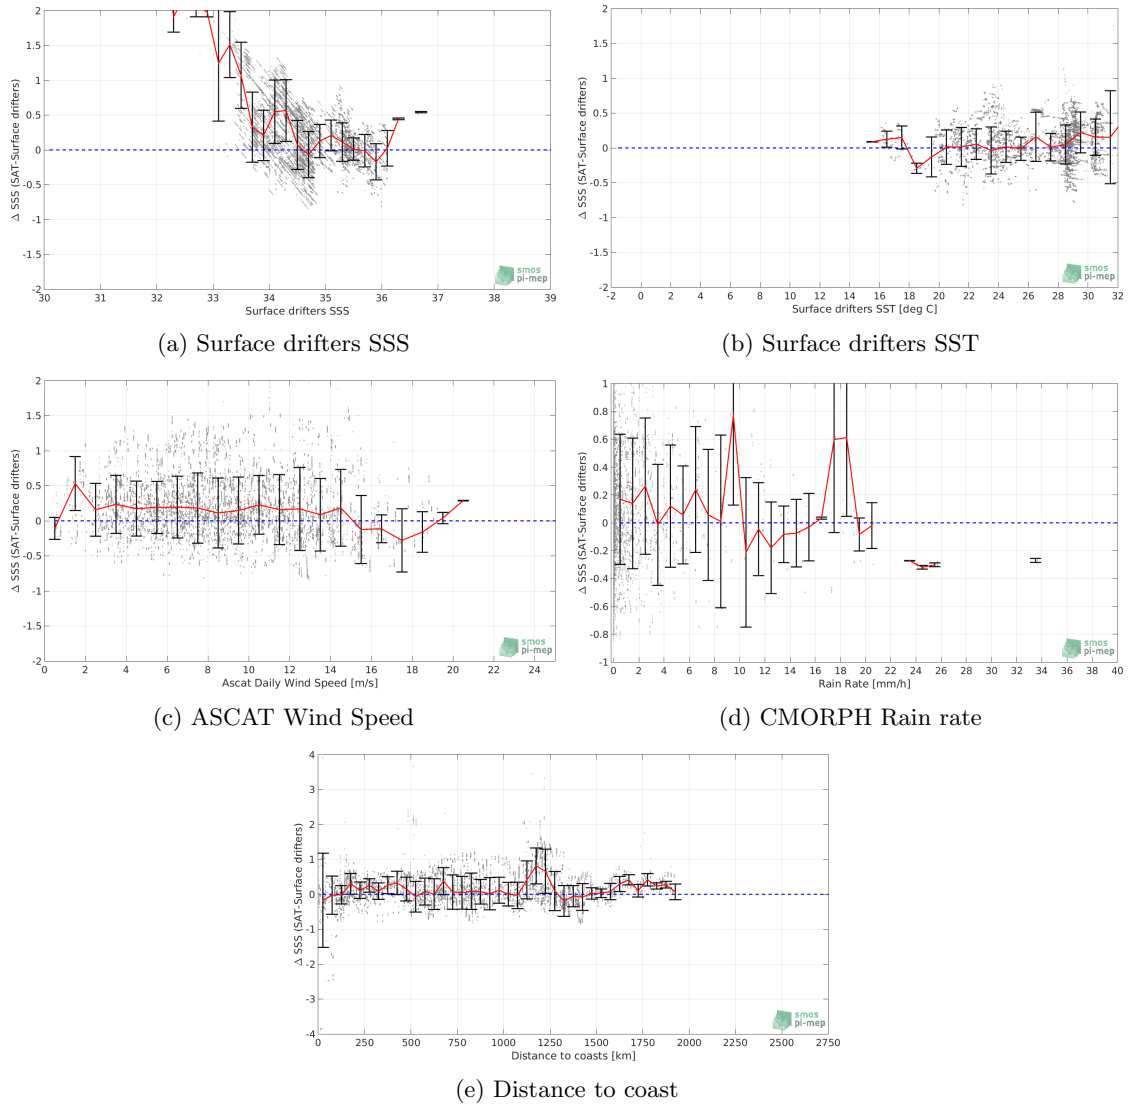 2
1.5
1
0.5
0
-0.5
-1
-1.5
-2
Δ SSS (SAT-Surface drifters)
30 31 32 33 34 35 36 37 38 39
Surface drifters SSS
smos
pi-mep
(a) Surface drifters SSS
2
1.5
1
0.5
0
-0.5
-1
-1.5
-2
Δ SSS (SAT-Surface drifters)
-2 0 2 4 6 8 10 12 14 16 18 20 22 24 26 28 30 32
Surface drifters SST [deg C]
smos
pi-mep
(b) Surface drifters SST
2
1.5
1
0.5
0
-0.5
-1
-1.5
-2
Δ SSS (SAT-Surface drifters)
0 2 4 6 8 10 12 14 16 18 20 22 24
Ascat Daily Wind Speed [m/s]
smos
pi-mep
(c) ASCAT Wind Speed
1
0.8
0.6
0.4
0.2
0
-0.2
-0.4
-0.6
-0.8
-1
Δ SSS (SAT-Surface drifters)
0 2 4 6 8 10 12 14 16 18 20 22 24 26 28 30 32 34 36 38 40
Rain Rate [mm/h]
smos
pi-mep
(d) CMORPH Rain rate
4
3
2
1
0
-1
-2
-3
-4
Δ SSS (SAT-Surface drifters)
0 250 500 750 1000 1250 1500 1750 2000 2250 2500 2750
Distance to coasts [km]
smos
pi-mep
(e) Distance to coast